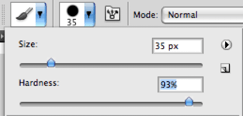 35 Mode: Normal
Size: 35 px
Hardness: 93%